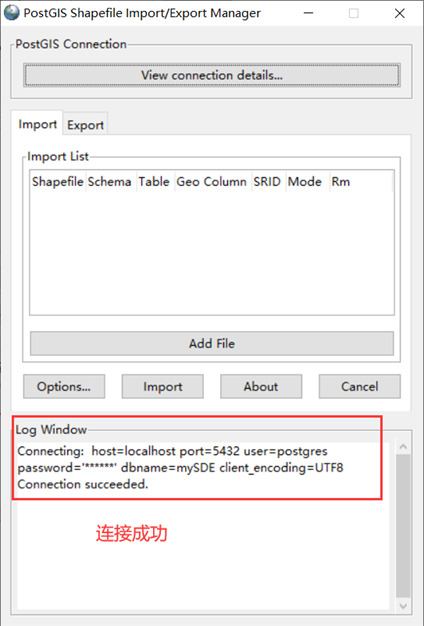 PostGIS Shapefile Import/Export Manager
PostGIS Connection
View connection details...
Import Export
Import List
Shapefile Schema Table Geo Column SRID Mode Rm
Add File
Options... Import About Cancel
Log Window
Connecting: host=localhost port=5432 user=postgres
password='******' dbname=mySDE client_encoding=UTF8
Connection succeeded.
连接成功